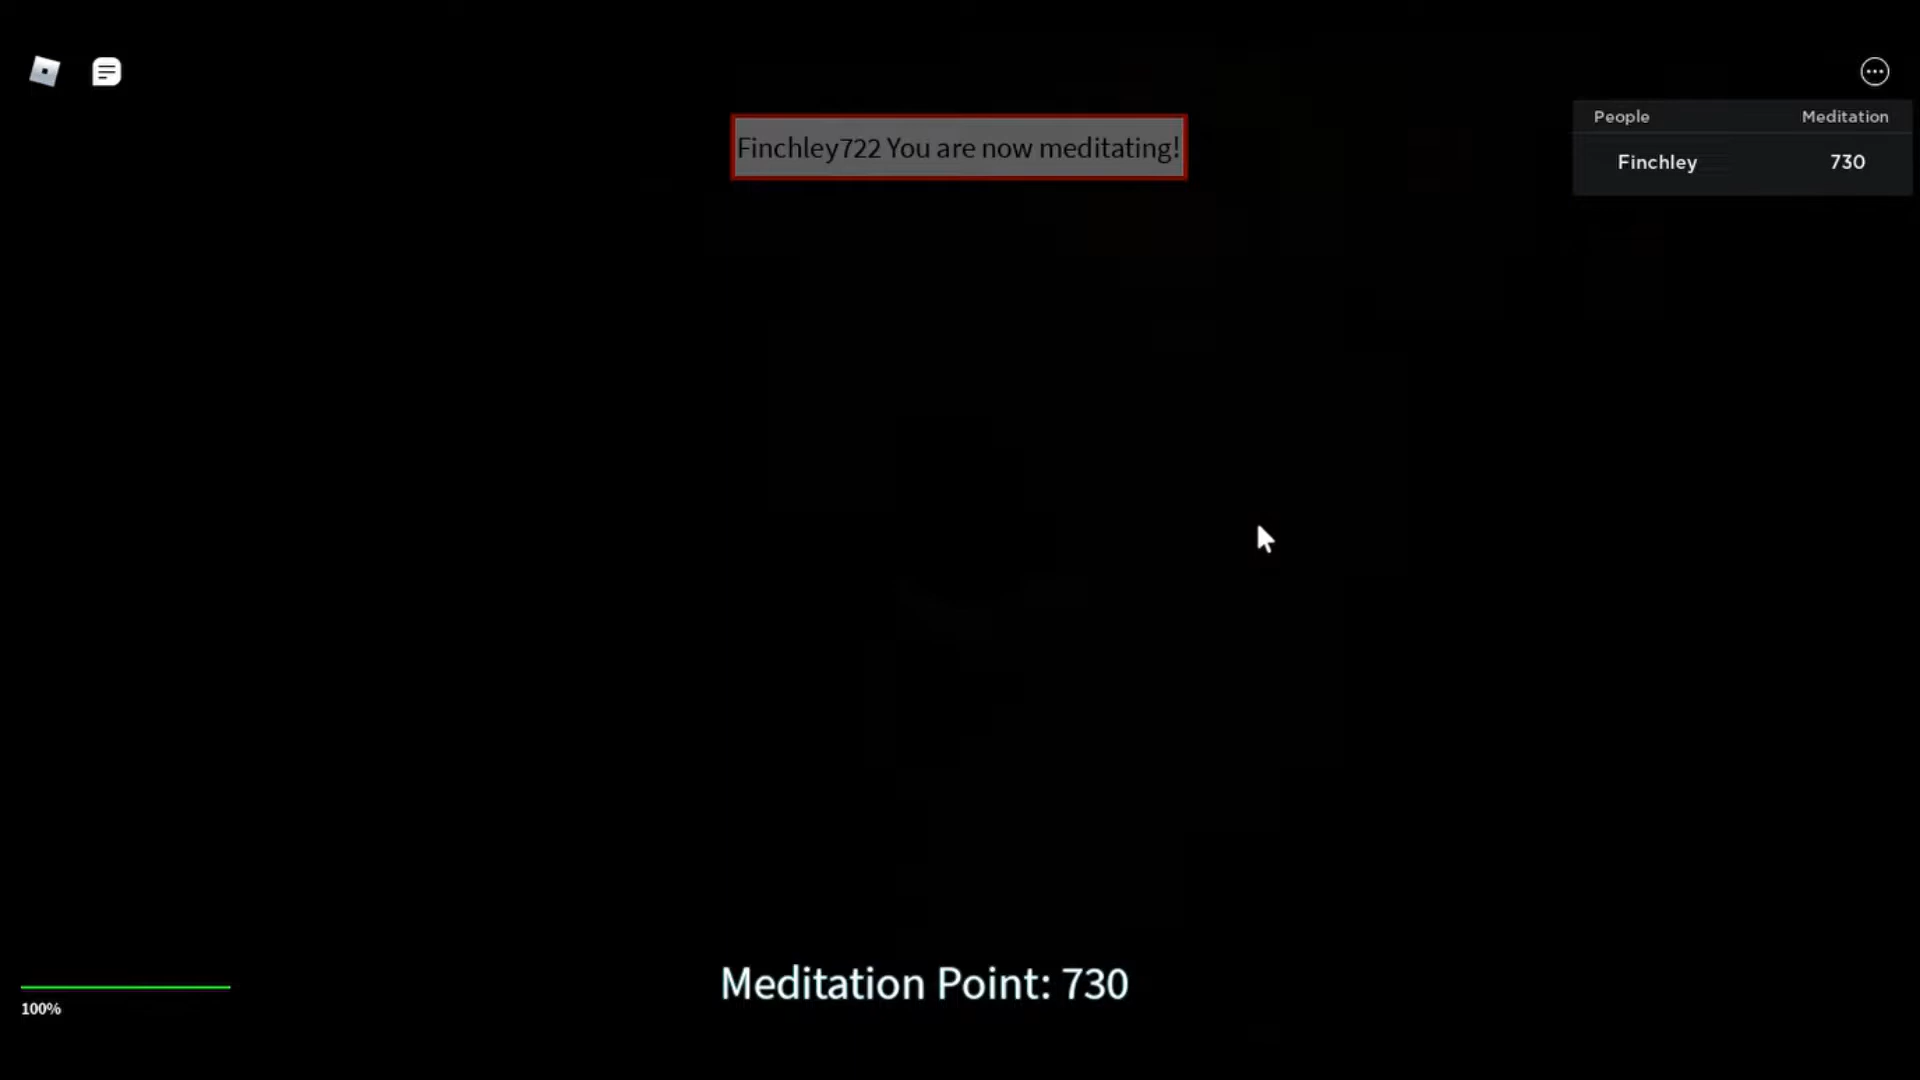 Finchley722 You are now meditating!
People Meditation
Finchley 730
Meditation Point: 730
100%